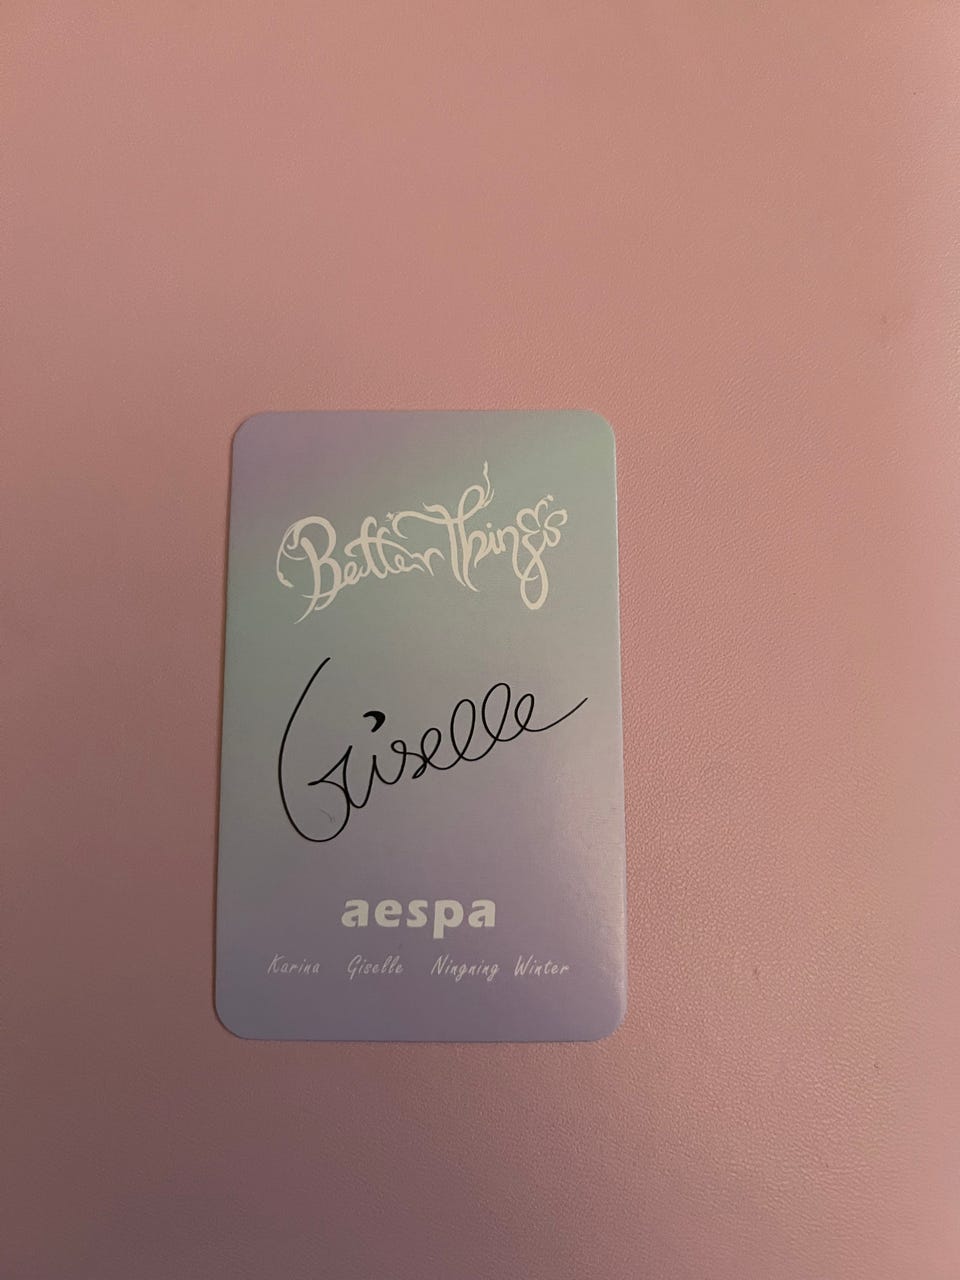 Better Things
Giselle
aespa
Karina Giselle Ningning Winter